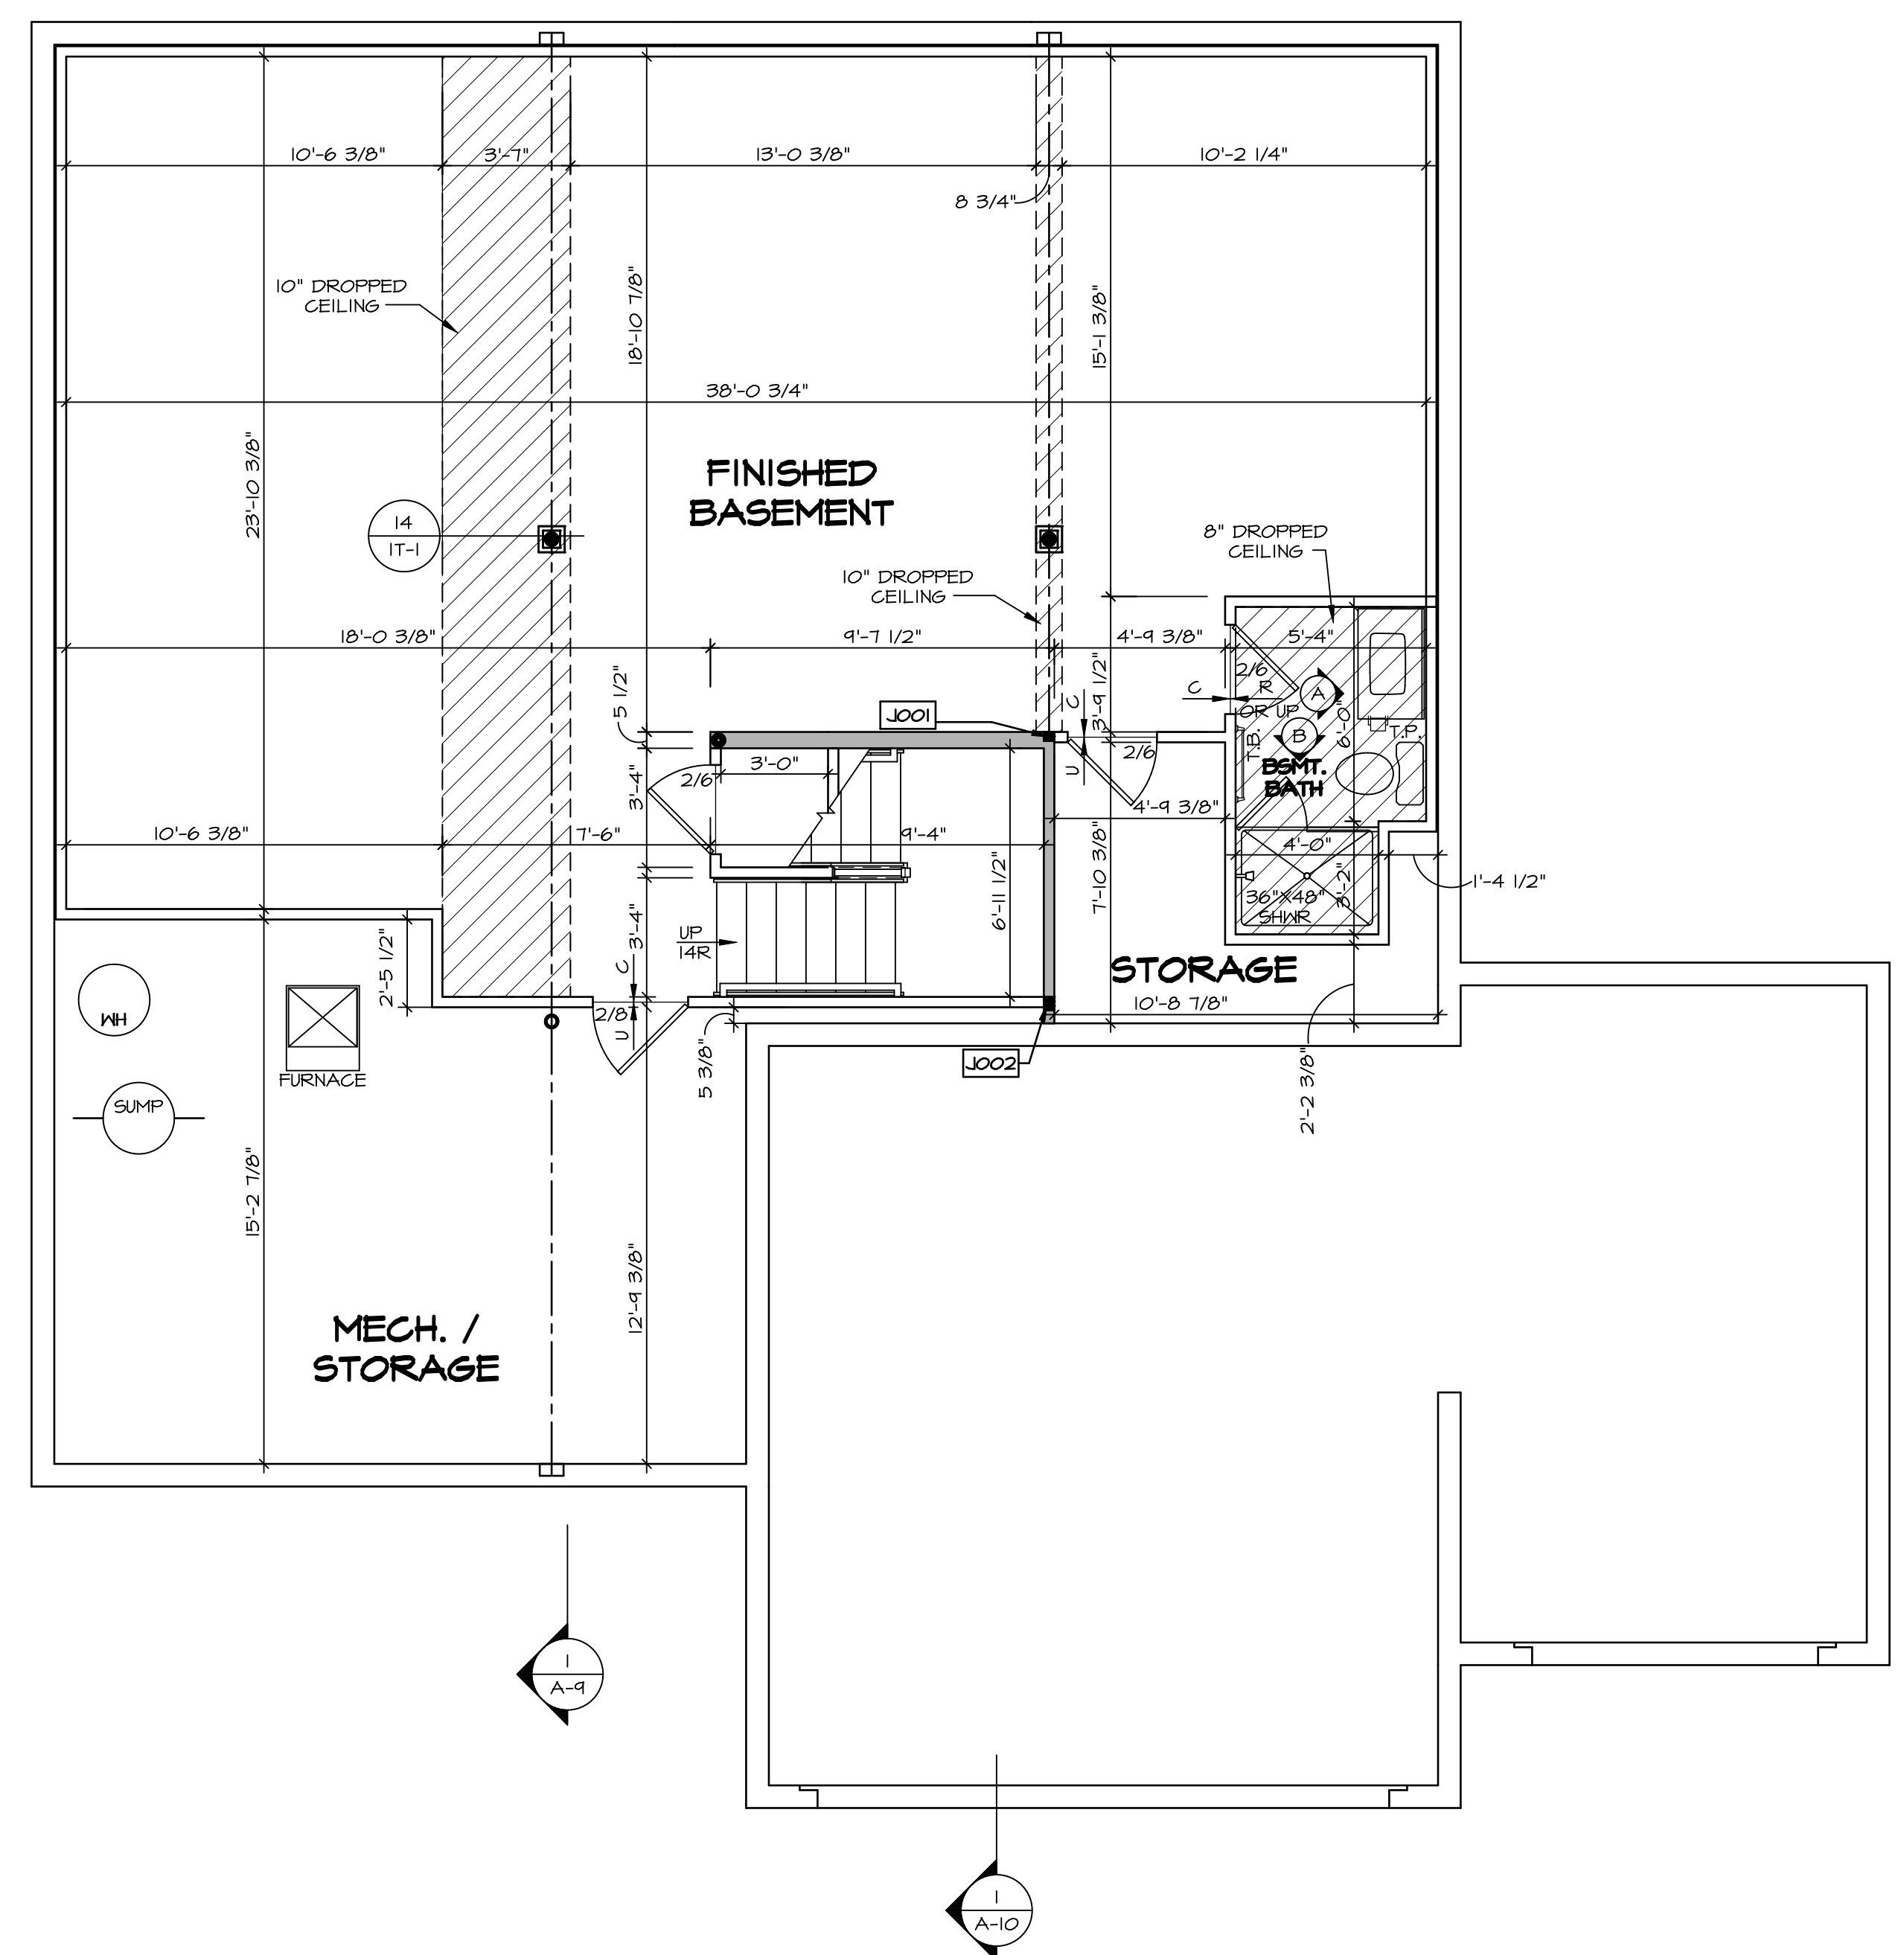 10'-6 3/8"
3'-7"
13'-0 3/8"
10'-2 1/4"
8 3/4"
10" DROPPED
CEILING
18'-10 7/8"
15'-1 3/8"
38'-0 3/4"
23'-10 3/8"
FINISHED
BASEMENT
14
1T-1
8" DROPPED
CEILING
10" DROPPED
CEILING
18'-0 3/8"
9'-7 1/2"
4'-9 3/8"
5'-4"
2/6
5 1/2"
3'-9 1/2"
C
C
R
A
OR UP
6'-0"
J001
T.B.
B
T.P.
2/6
U
3'-0"
2/6
3'-4"
BSMT.
BATH
4'-9 3/8"
10'-6 3/8"
7'-6"
9'-4"
4'-0"
7'-10 3/8"
6'-11 1/2"
3'-2"
1'-4 1/2"
36"X48"
SHWR
UP
14R
3'-4"
2'-5 1/2"
C
STORAGE
10'-8 7/8"
WH
2/8
U
5 3/8"
J002
2'-2 3/8"
FURNACE
SUMP
15'-2 7/8"
12'-9 3/8"
MECH. /
STORAGE
1
A-9
1
A-10